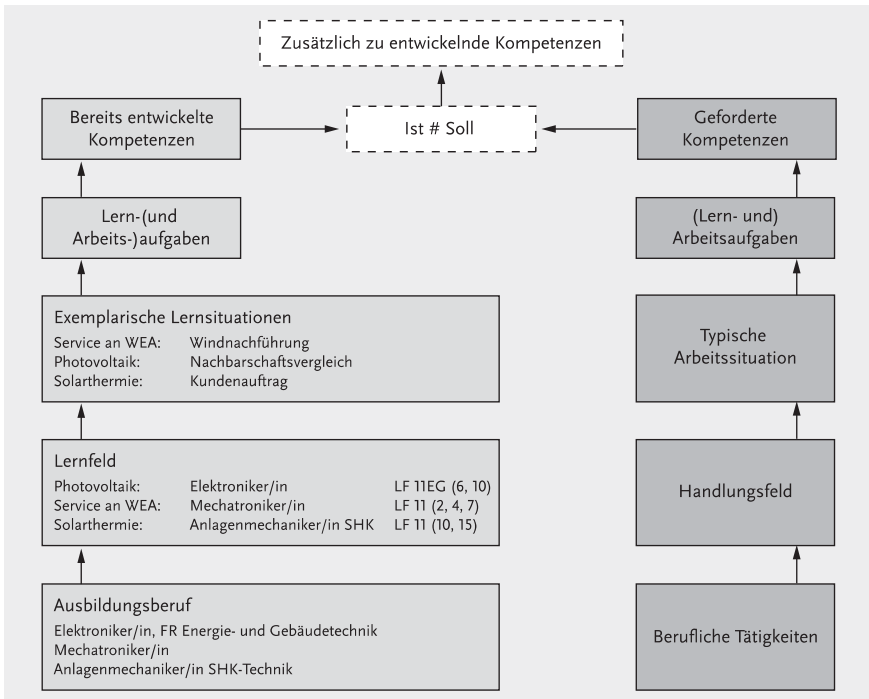 Zusätzlich zu entwickelnde Kompetenzen
Bereits entwickelte
Kompetenzen
Ist # Soll
Geforderte
Kompetenzen
Lern-(und
Arbeits-)aufgaben
(Lern- und)
Arbeitsaufgaben
Exemplarische Lernsituationen
Service an WEA: Windnachführung
Photovoltaik: Nachbarschaftsvergleich
Solarthermie: Kundenauftrag
Typische
Arbeitssituation
Lernfeld
Photovoltaik: Elektroniker/in LF 11EG (6, 10)
Service an WEA: Mechatroniker/in LF 11 (2, 4, 7)
Solarthermie: Anlagenmechaniker/in SHK LF 11 (10, 15)
Handlungsfeld
Ausbildungsberuf
Elektroniker/in, FR Energie- und Gebäudetechnik
Mechatroniker/in
Anlagenmechaniker/in SHK-Technik
Berufliche Tätigkeiten